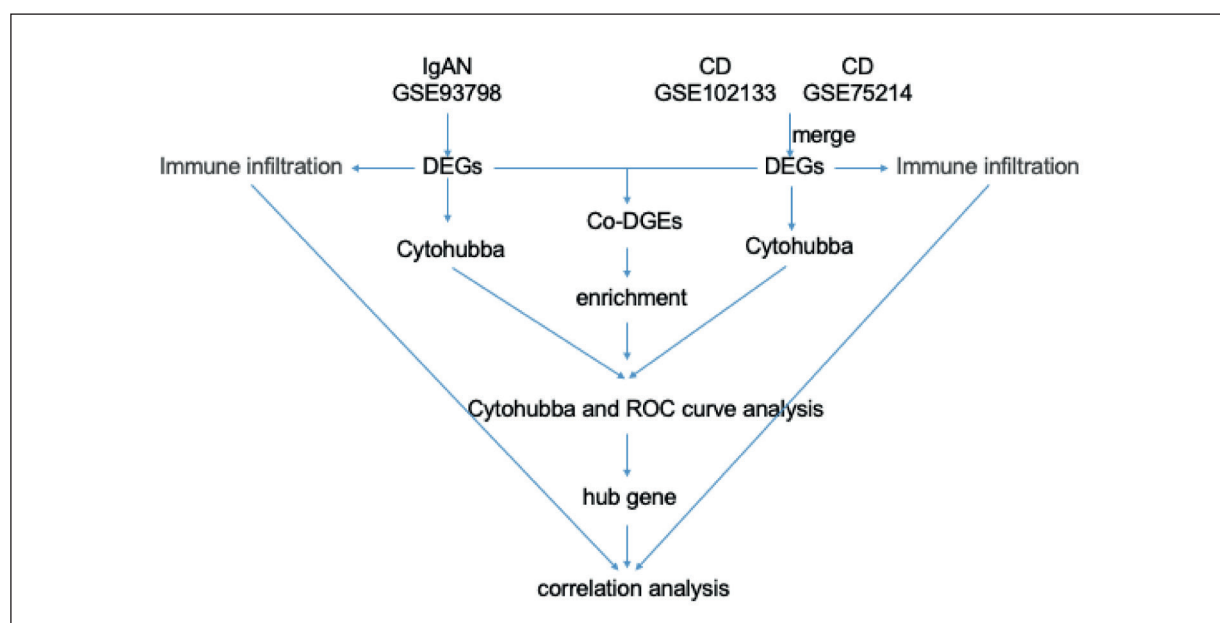 IgAN
GSE93798
CD
GSE102133
CD
GSE75214
merge
Immune infiltration
DEGs
DEGs
Immune infiltration
Co-DGEs
Cytohubba
Cytohubba
enrichment
Cytohubba and ROC curve analysis
hub gene
correlation analysis